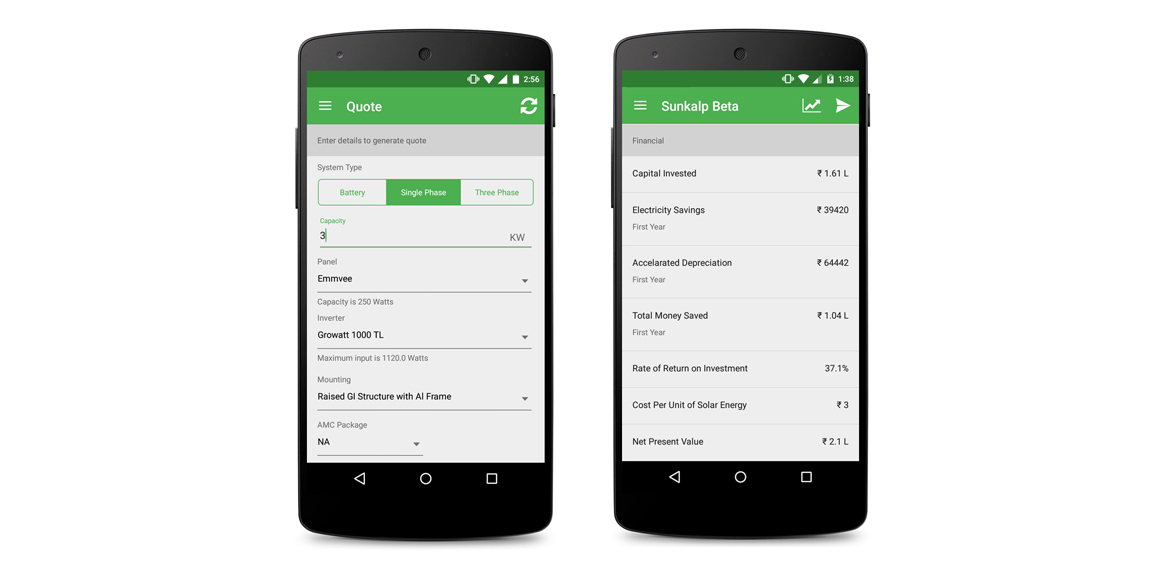 2:56
Quote
Enter details to generate quote
System Type
Battery Single Phase Three Phase
Capacity
3 KW
Panel
Emmvee
Capacity is 250 Watts
Inverter
Growatt 1000 TL
Maximum input is 1120.0 Watts
Mounting
Raised GI Structure with Al Frame
AMC Package
NA
1:38
Sunkalp Beta
Financial
Capital Invested ₹ 1.61 L
Electricity Savings ₹ 39420
First Year
Accelarated Depreciation ₹ 64442
First Year
Total Money Saved ₹ 1.04 L
First Year
Rate of Return on Investment 37.1%
Cost Per Unit of Solar Energy ₹ 3
Net Present Value ₹ 2.1 L